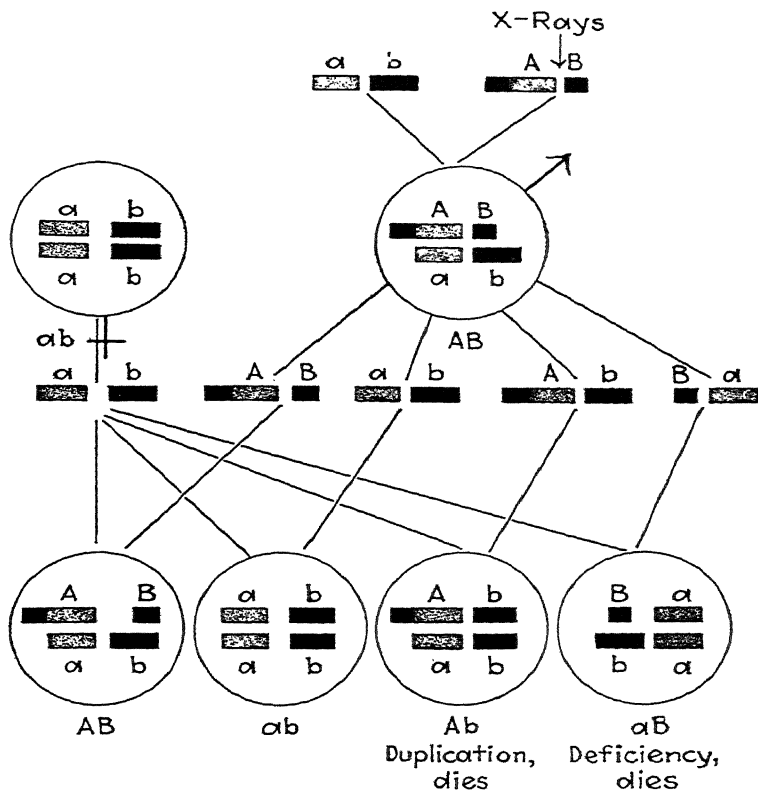 X-Rays
a b A B
a b
a b
A B
a b
AB
ab
a b A B a b A b B a
A B
a b
a b
a b
A b
a b
B a
b a
AB
ab
Ab
Duplication,
dies
aB
Deficiency,
dies